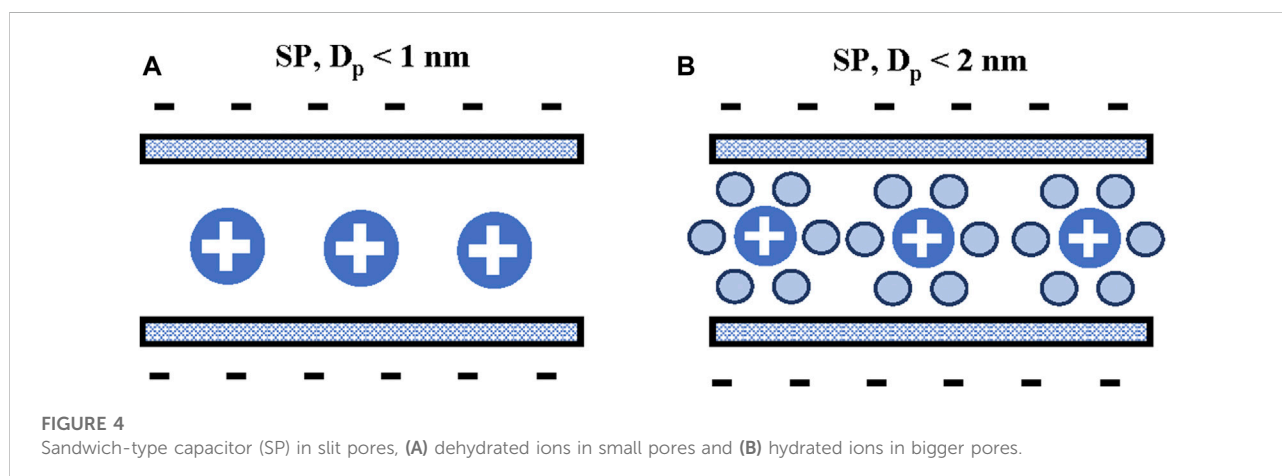 A
SP, Dp < 1 nm
B
SP, Dp < 2 nm
- - - - - -
- - - - - -
+ + +
+ + +
- - - - - -
- - - - - -
FIGURE 4
Sandwich-type capacitor (SP) in slit pores, (A) dehydrated ions in small pores and (B) hydrated ions in bigger pores.